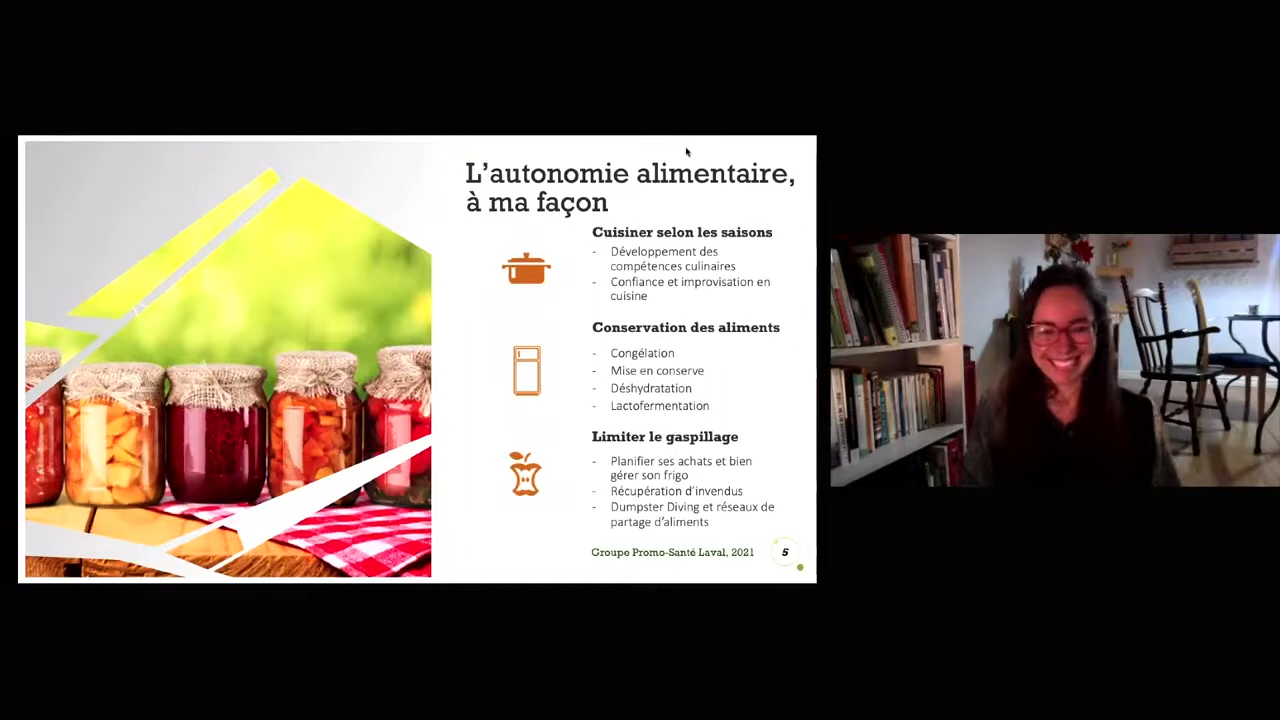 L'autonomie alimentaire,
à ma façon
Cuisiner selon les saisons
- Développement des
compétences culinaires
- Confiance et improvisation en
cuisine
Conservation des aliments
- Congélation
- Mise en conserve
- Déshydratation
- Lactofermentation
Limiter le gaspillage
- Planifier ses achats et bien
gérer son frigo
- Récupération d'invendus
- Dumpster Diving et réseaux de
partage d'aliments
Groupe Promo-Santé Laval, 2021
5